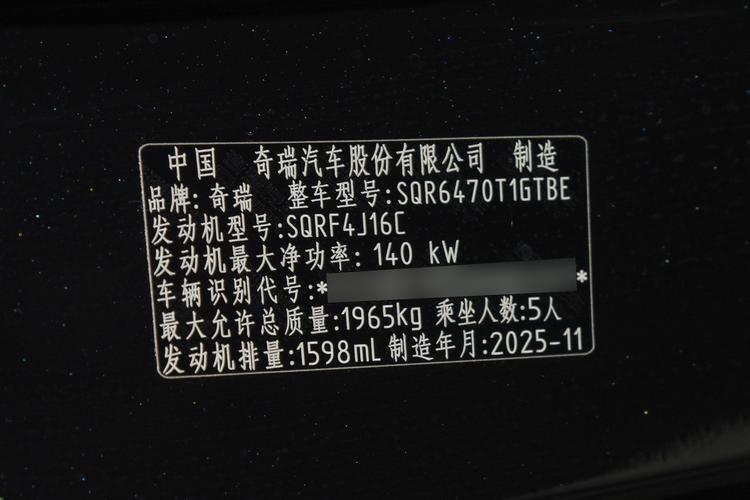 中国 奇瑞汽车股份有限公司 制造
品牌:奇瑞 整车型号:SQR6470T1GTBE
发动机型号:SQRF4J16C
发动机最大净功率:140 kW
车辆识别代号:* *
最大允许总质量:1965kg 乘坐人数:5人
发动机排量:1598mL 制造年月:2025-11